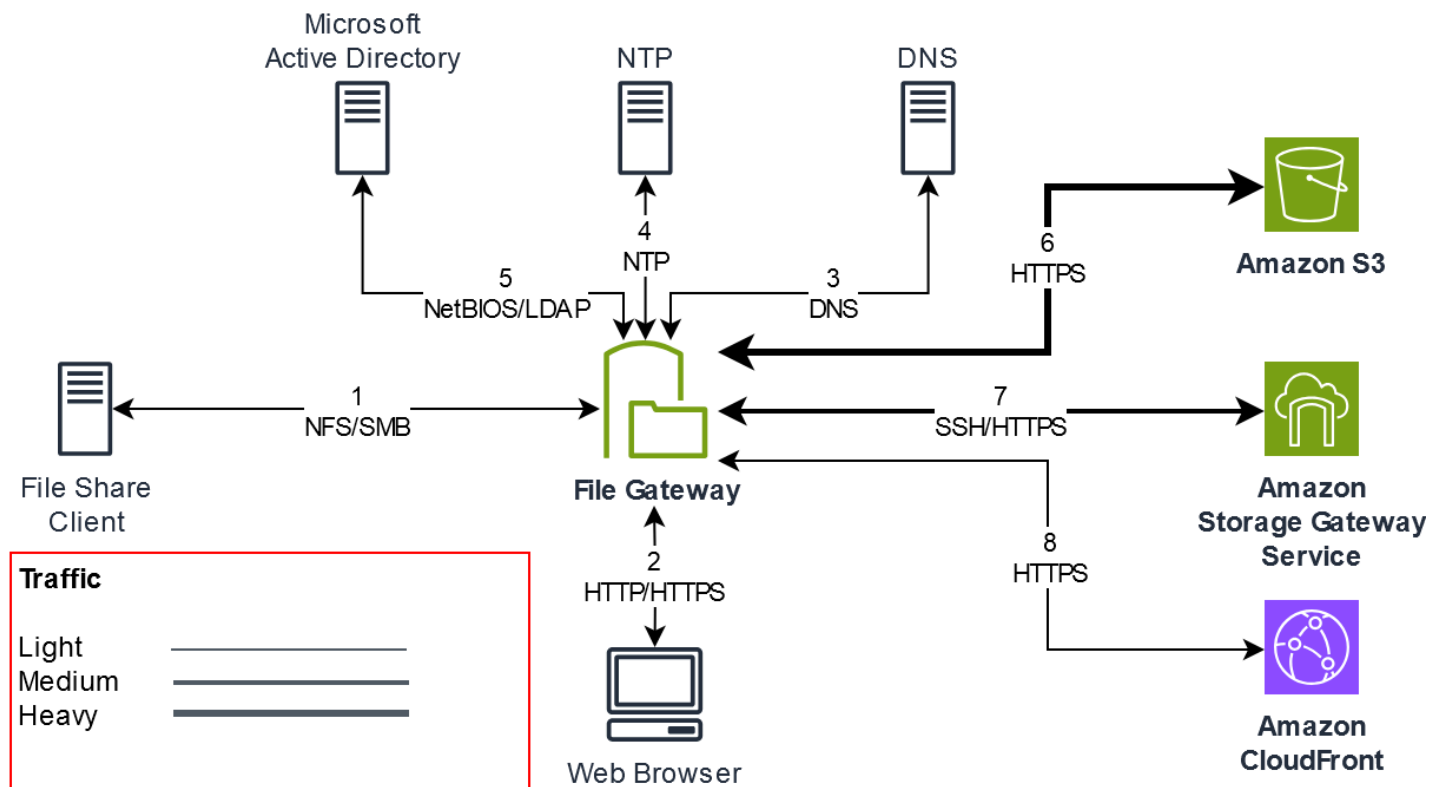 Microsoft
Active Directory
NTP
DNS
4
NTP
5
NetBIOS/LDAP
3
DNS
6
HTTPS
Amazon S3
1
NFS/SMB
7
SSH/HTTPS
File Share
Client
File Gateway
Amazon
Storage Gateway
Service
2
HTTP/HTTPS
8
HTTPS
Traffic
Light
Medium
Heavy
Web Browser
Amazon
CloudFront